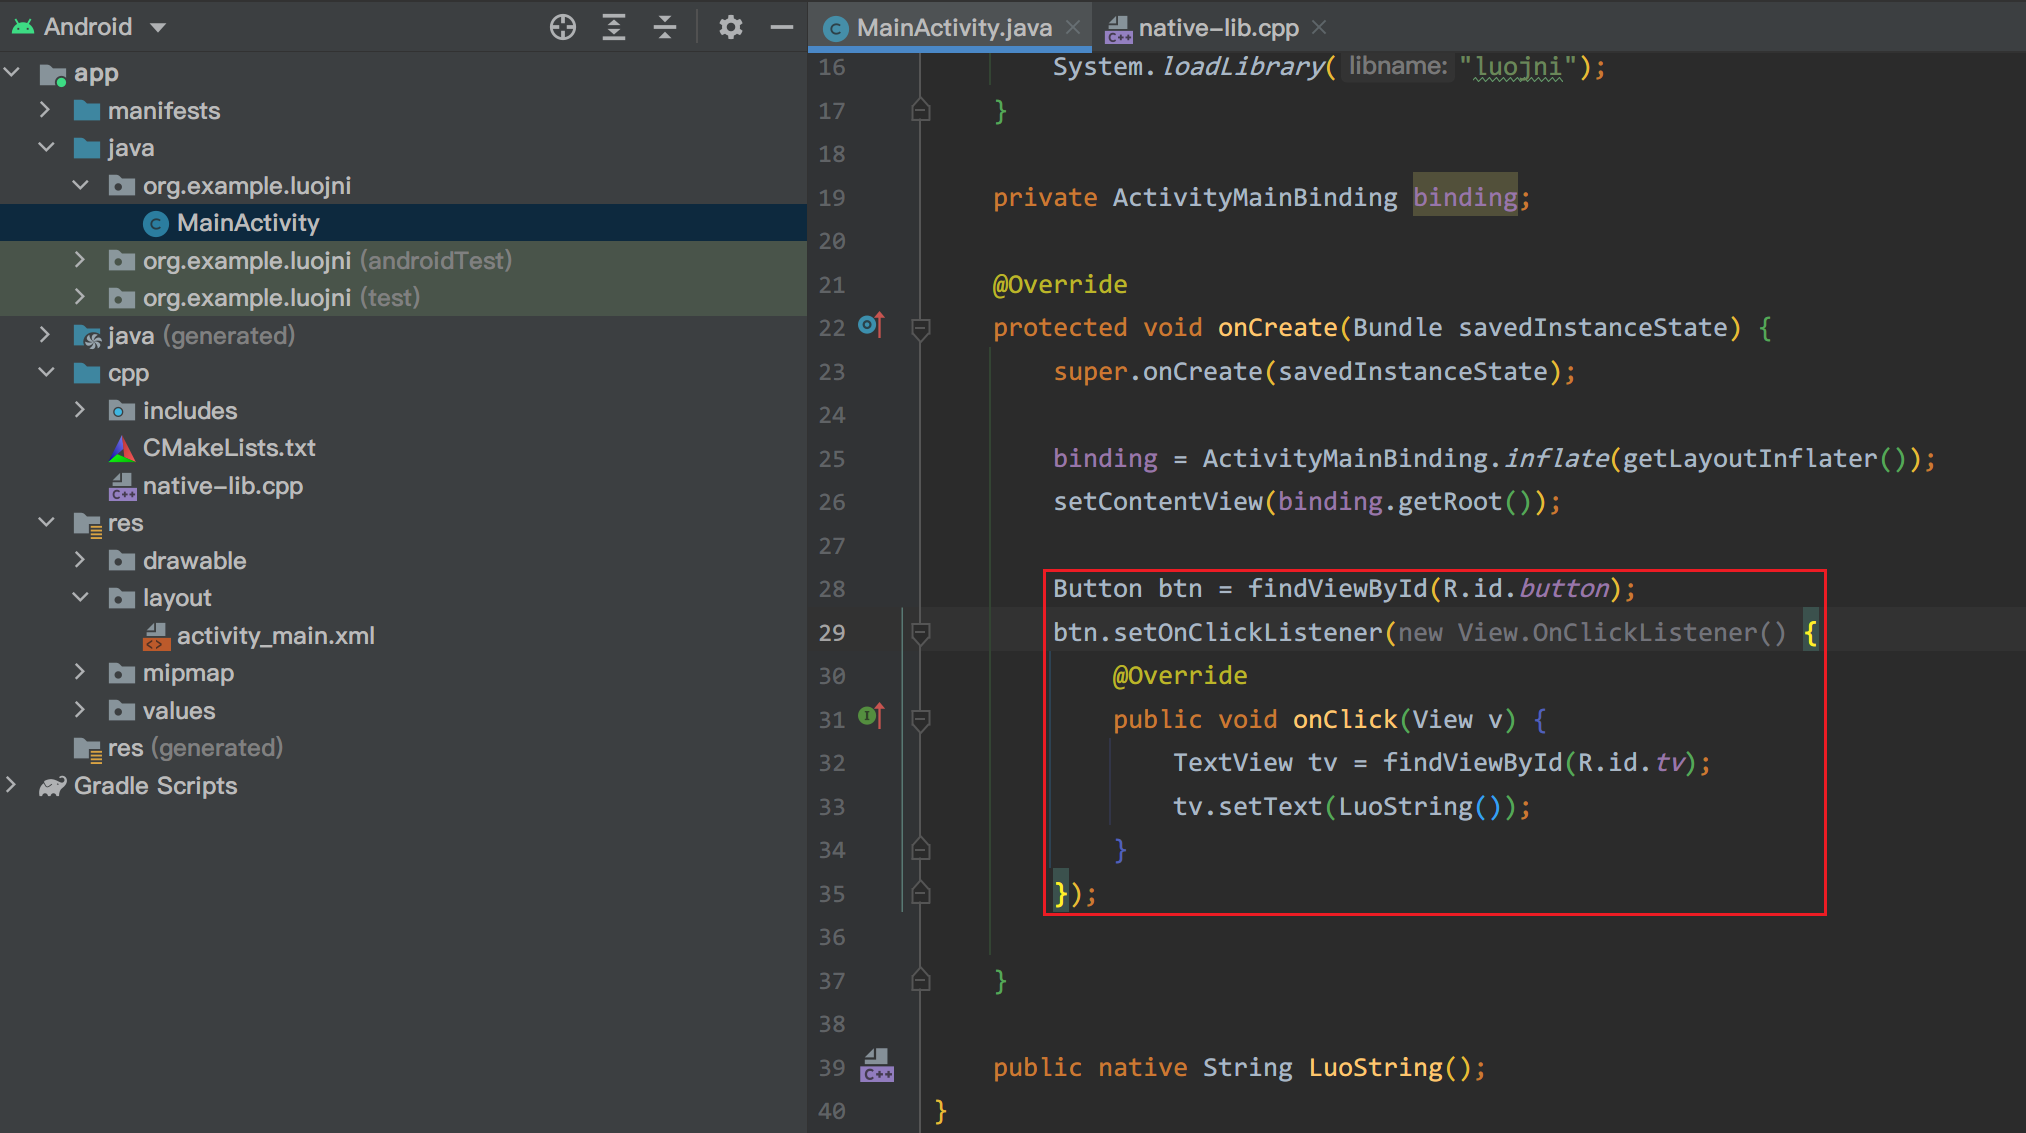 Android
app
manifests
java
org.example.luojni
MainActivity
org.example.luojni (androidTest)
org.example.luojni (test)
java (generated)
cpp
includes
CMakeLists.txt
native-lib.cpp
res
drawable
layout
activity_main.xml
mipmap
values
res (generated)
Gradle Scripts
MainActivity.java native-lib.cpp
16 System.loadLibrary( libname: "luojni");
17 }
18
19 private ActivityMainBinding binding;
20
21 @Override
22 protected void onCreate(Bundle savedInstanceState) {
23 super.onCreate(savedInstanceState);
24
25 binding = ActivityMainBinding.inflate(getLayoutInflater());
26 setContentView(binding.getRoot());
27
28 Button btn = findViewById(R.id.button);
29 btn.setOnClickListener(new View.OnClickListener() {
30 @Override
31 public void onClick(View v) {
32 TextView tv = findViewById(R.id.tv);
33 tv.setText(LuoString());
34 }
35 });
36
37 }
38
39 public native String LuoString();
40 }